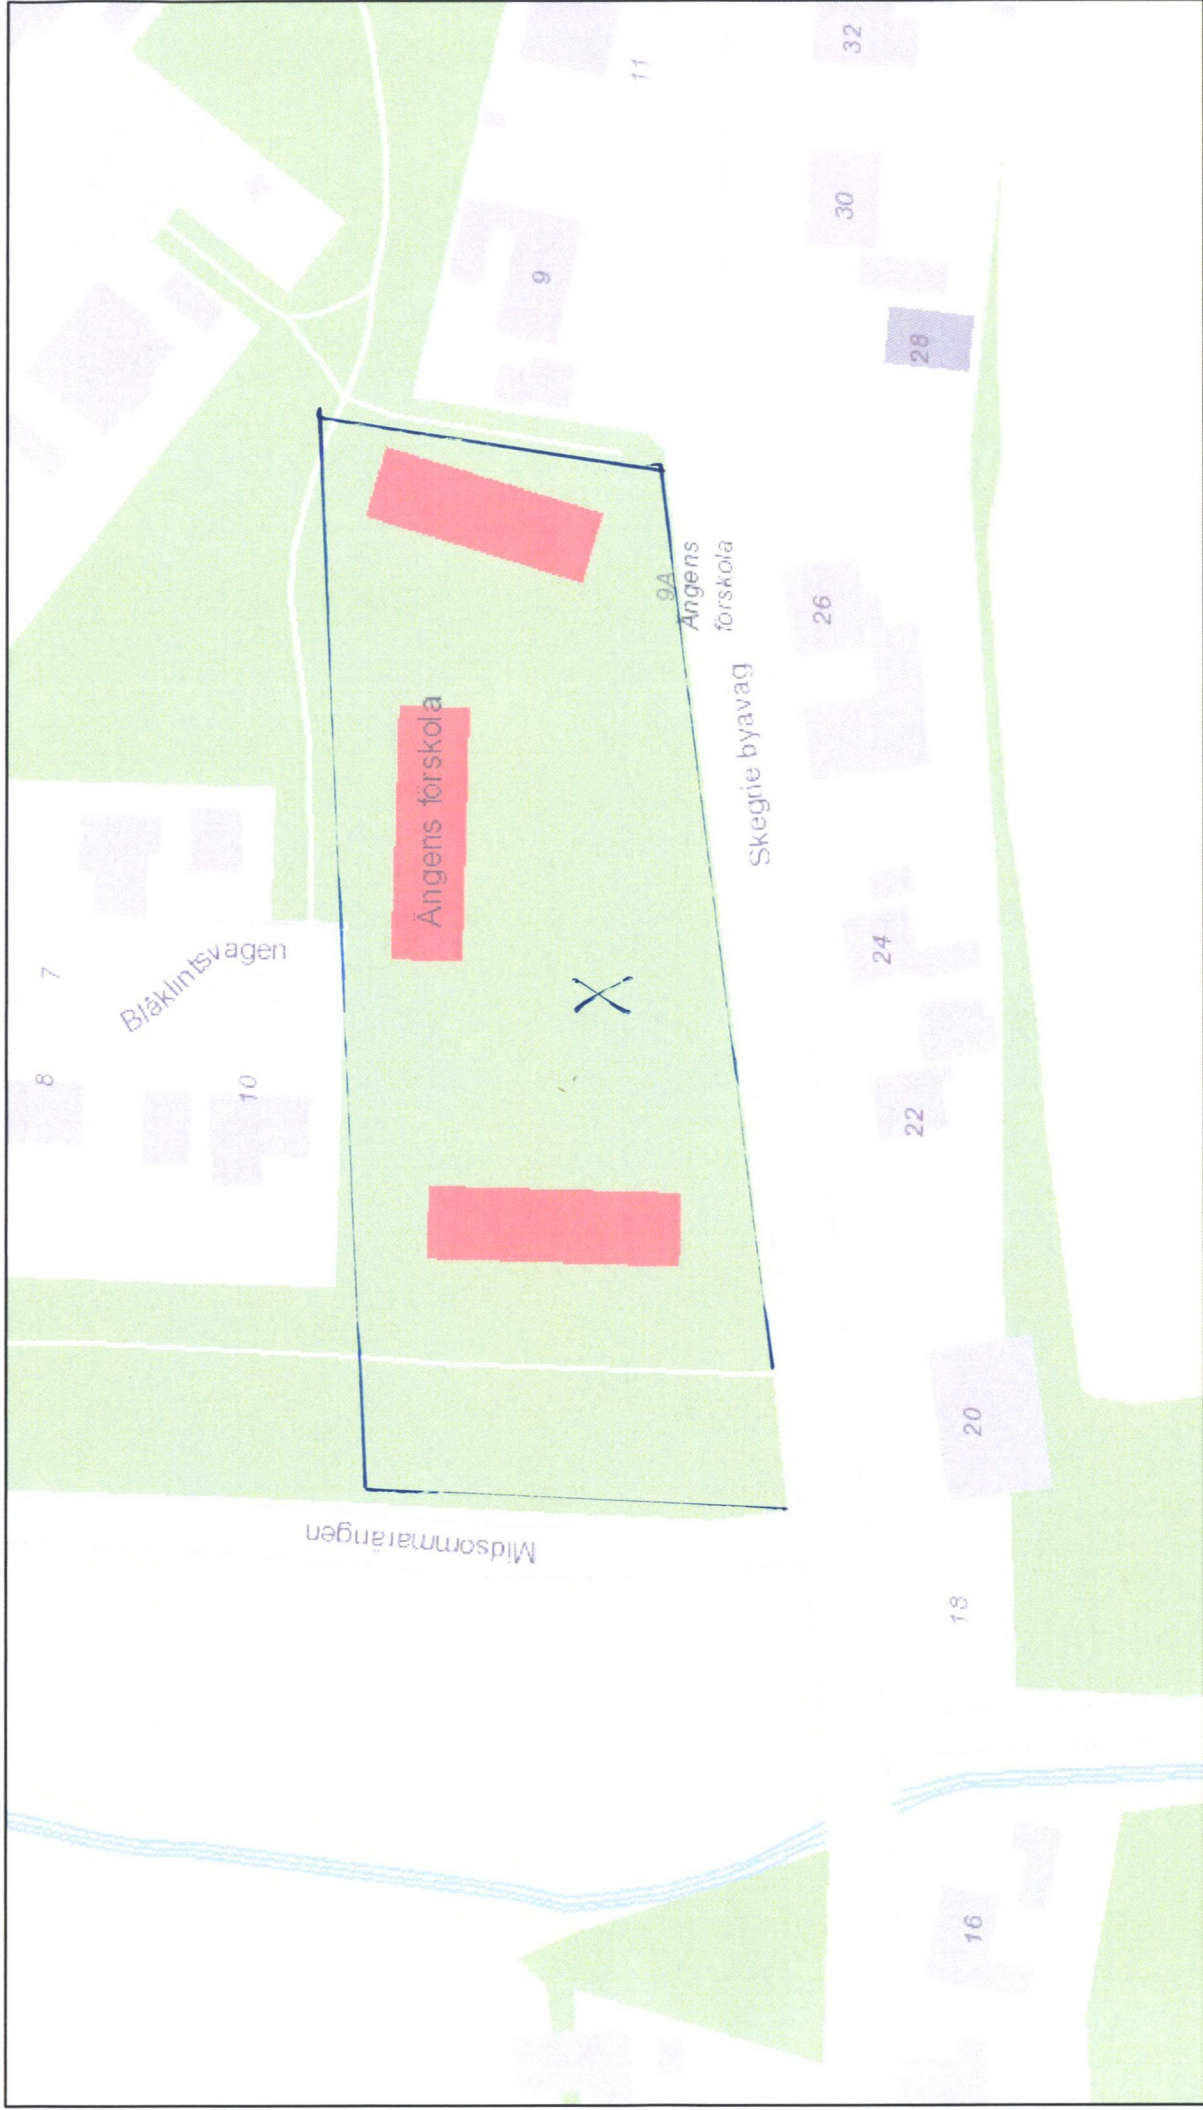 11
32
30
9
28
9A
Ängens
förskola
26
Ängens förskola
Skegrie byaväg
7
Blåklintsvägen
24
8
10
X
22
20
Midsommarängen
18
16